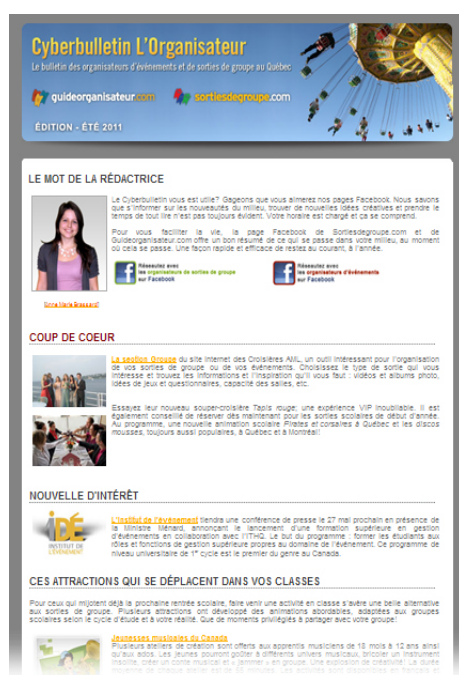 Cyberbulletin L'Organisateur
Le bulletin des organisateurs d'événements et de sorties de groupe au Québec
guideorganisateur.com sortiesdegroupe.com
ÉDITION - ÉTÉ 2011
LE MOT DE LA RÉDACTRICE
Le Cyberbulletin vous est utile? Gageons que vous aimerez nos pages Facebook. Nous savons
que s'informer sur les nouveautés du milieu, trouver de nouvelles idées créatives et prendre le
temps de tout lire n'est pas toujours évident. Votre horaire est chargé et ca se comprend.
Pour vous faciliter la vie, la page Facebook de Sortiesdegroupe.com et de
Guideorganisateur.com offre un bon résumé de ce qui se passe dans votre milieu, au moment
où cela se passe. Une façon rapide et efficace de restez au courant, à l'année.
Réseautez avec
les organisateurs de sorties de groupe
sur Facebook
Réseautez avec
les organisateurs d'événements
sur Facebook
COUP DE COEUR
La section Groupe du site Internet des Croisières AML, un outil intéressant pour l'organisation
de vos sorties de groupe ou de vos événements. Choisissez le type de sortie qui vous
intéresse et trouvez les informations et l'inspiration qu'il vous faut : vidéos et albums photo,
idées de jeux et questionnaires, capacité des salles, etc.
Essayez leur nouveau souper-croisière Tapis rouge; une expérience VIP inoubliable. Il est
également conseillé de réserver dès maintenant pour les sorties scolaires de début d'année.
Au programme, une nouvelle animation scolaire Pirates et corsaires à Québec et les discos
mousses, toujours aussi populaires, à Québec et à Montréal!
NOUVELLE D'INTÉRÊT
IDÉ
INSTITUT DE
L'ÉVÉNEMENT
L'Institut de l'événement tiendra une conférence de presse le 27 mai prochain en présence de
la Ministre Ménard, annonçant le lancement d'une formation supérieure en gestion
d'événements en collaboration avec l'ITHQ. Le but du programme : former les étudiants aux
rôles et fonctions de gestion supérieure propres au domaine de l'événement. Ce programme de
niveau universitaire de 1er cycle est le premier du genre au Canada.
CES ATTRACTIONS QUI SE DÉPLACENT DANS VOS CLASSES
Pour ceux qui mijotent déjà la prochaine rentrée scolaire, faire venir une activité en classe s'avère une belle alternative
aux sorties de groupe. Plusieurs attractions ont développé des animations abordables, adaptées aux groupes
scolaires selon le cycle d'étude et à votre réalité. Que de moments privilégiés à partager avec votre groupe!
Jeunesses musicales du Canada
Plusieurs ateliers de création sont offerts aux apprentis musiciens de 18 mois à 12 ans ainsi
qu'aux ados. Les jeunes pourront goûter à différents univers musicaux, bricoler un instrument
insolite, créer un conte musical et « jammer » en groupe. Une explosion de créativité! La durée